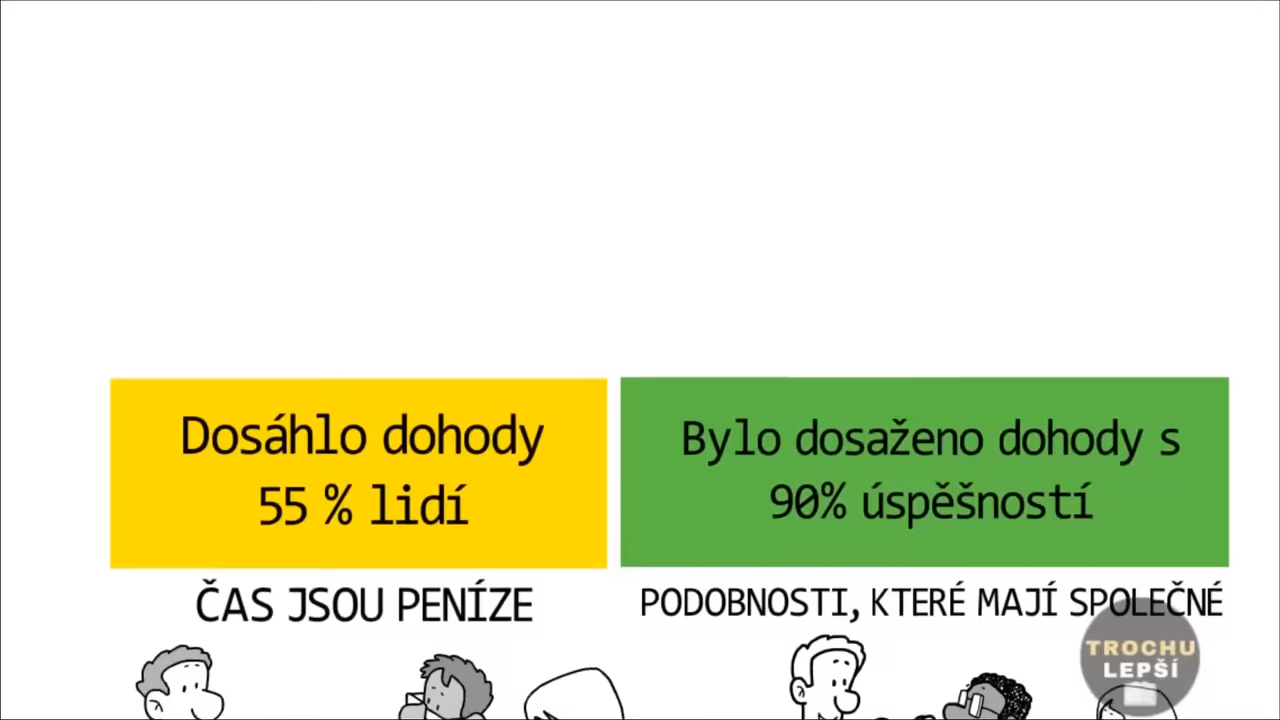 Dosáhlo dohody
55 % lidí
Bylo dosaženo dohody s
90% úspěšností
ČAS JSOU PENÍZE
PODOBNOSTI, KTERÉ MAJÍ SPOLEČNÉ
TROCHU
LEPŠÍ